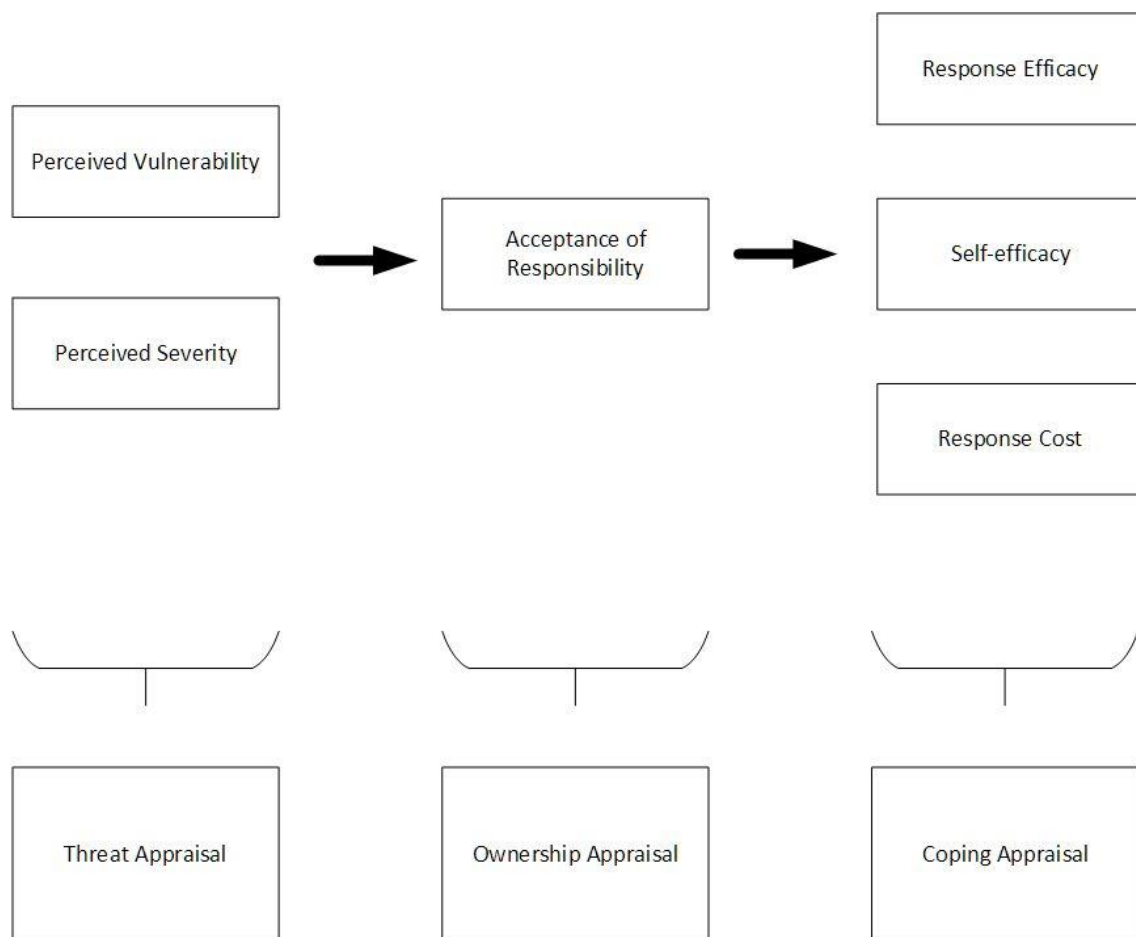 Perceived Vulnerability
Perceived Severity
Acceptance of
Responsibility
Response Efficacy
Self-efficacy
Response Cost
Threat Appraisal
Ownership Appraisal
Coping Appraisal